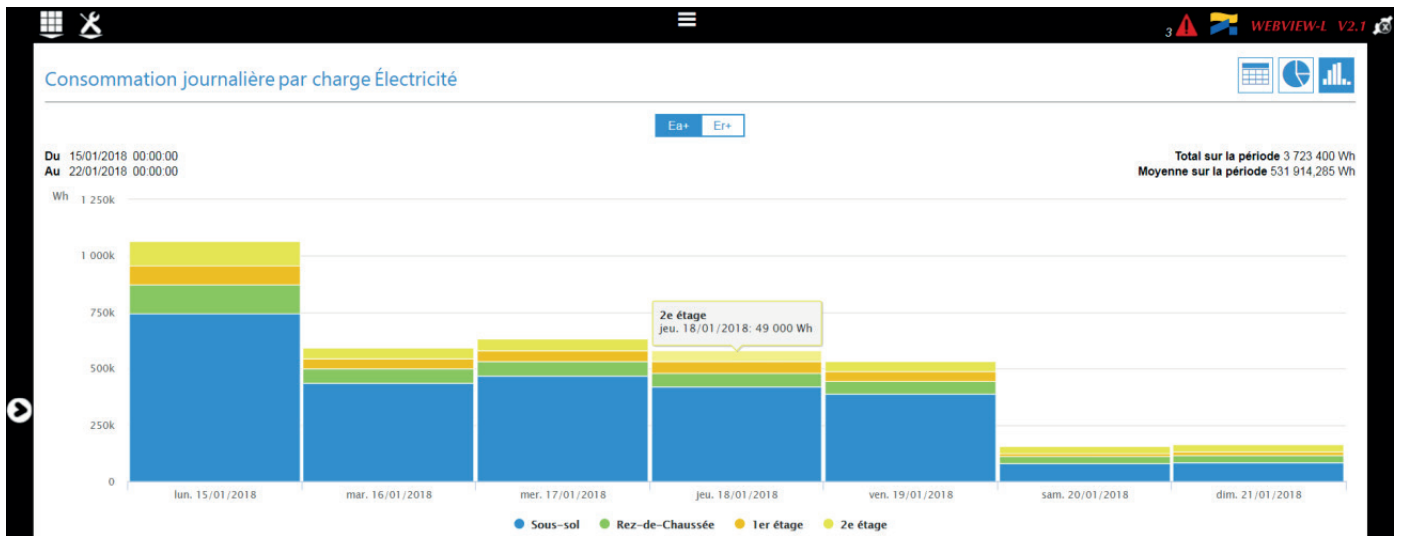 3
WEBVIEW-L V2.1
Consommation journalière par charge Électricité
Ea+ Er+
Du 15/01/2018 00:00:00
Au 22/01/2018 00:00:00
Total sur la période 3 723 400 Wh
Moyenne sur la période 531 914,285 Wh
Wh
1 250k
1 000k
750k
500k
250k
0
2e étage
jeu. 18/01/2018: 49 000 Wh
lun. 15/01/2018 mar. 16/01/2018 mer. 17/01/2018 jeu. 18/01/2018 ven. 19/01/2018 sam. 20/01/2018 dim. 21/01/2018
Sous-sol Rez-de-Chaussée 1er étage 2e étage